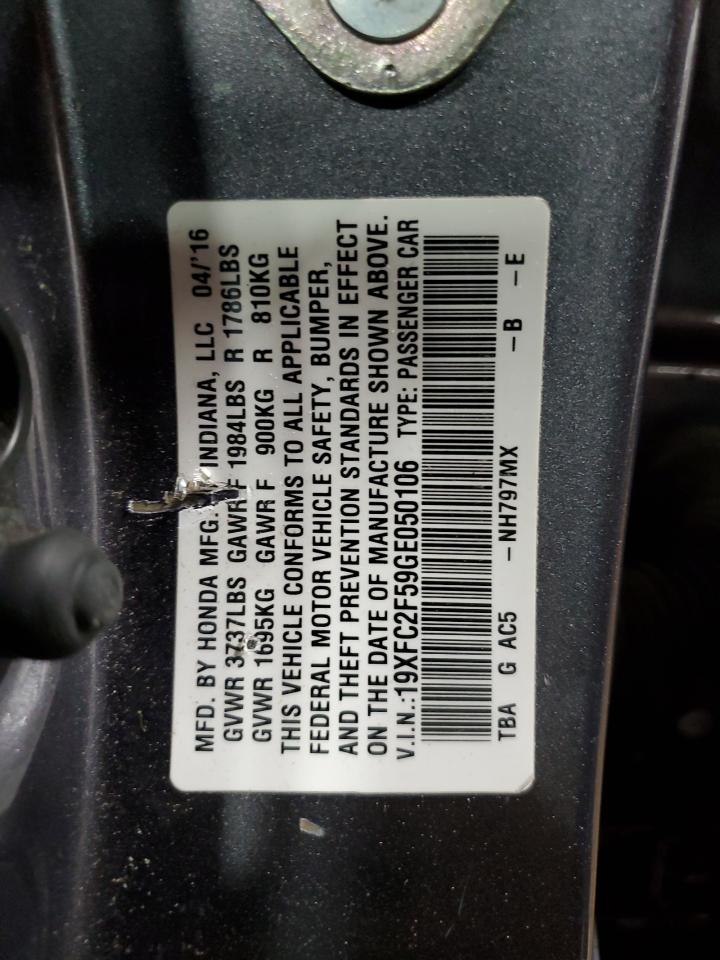 MFD. BY HONDA MFG. INDIANA, LLC 04/'16
GVWR 3737LBS GAWR F 1984LBS R 1786LBS
GVWR 1695KG GAWR F 900KG R 810KG
THIS VEHICLE CONFORMS TO ALL APPLICABLE
FEDERAL MOTOR VEHICLE SAFETY, BUMPER,
AND THEFT PREVENTION STANDARDS IN EFFECT
ON THE DATE OF MANUFACTURE SHOWN ABOVE.
V.I.N.:19XFC2F59GE050106 TYPE: PASSENGER CAR
TBA G AC5 -NH797MX -B -E